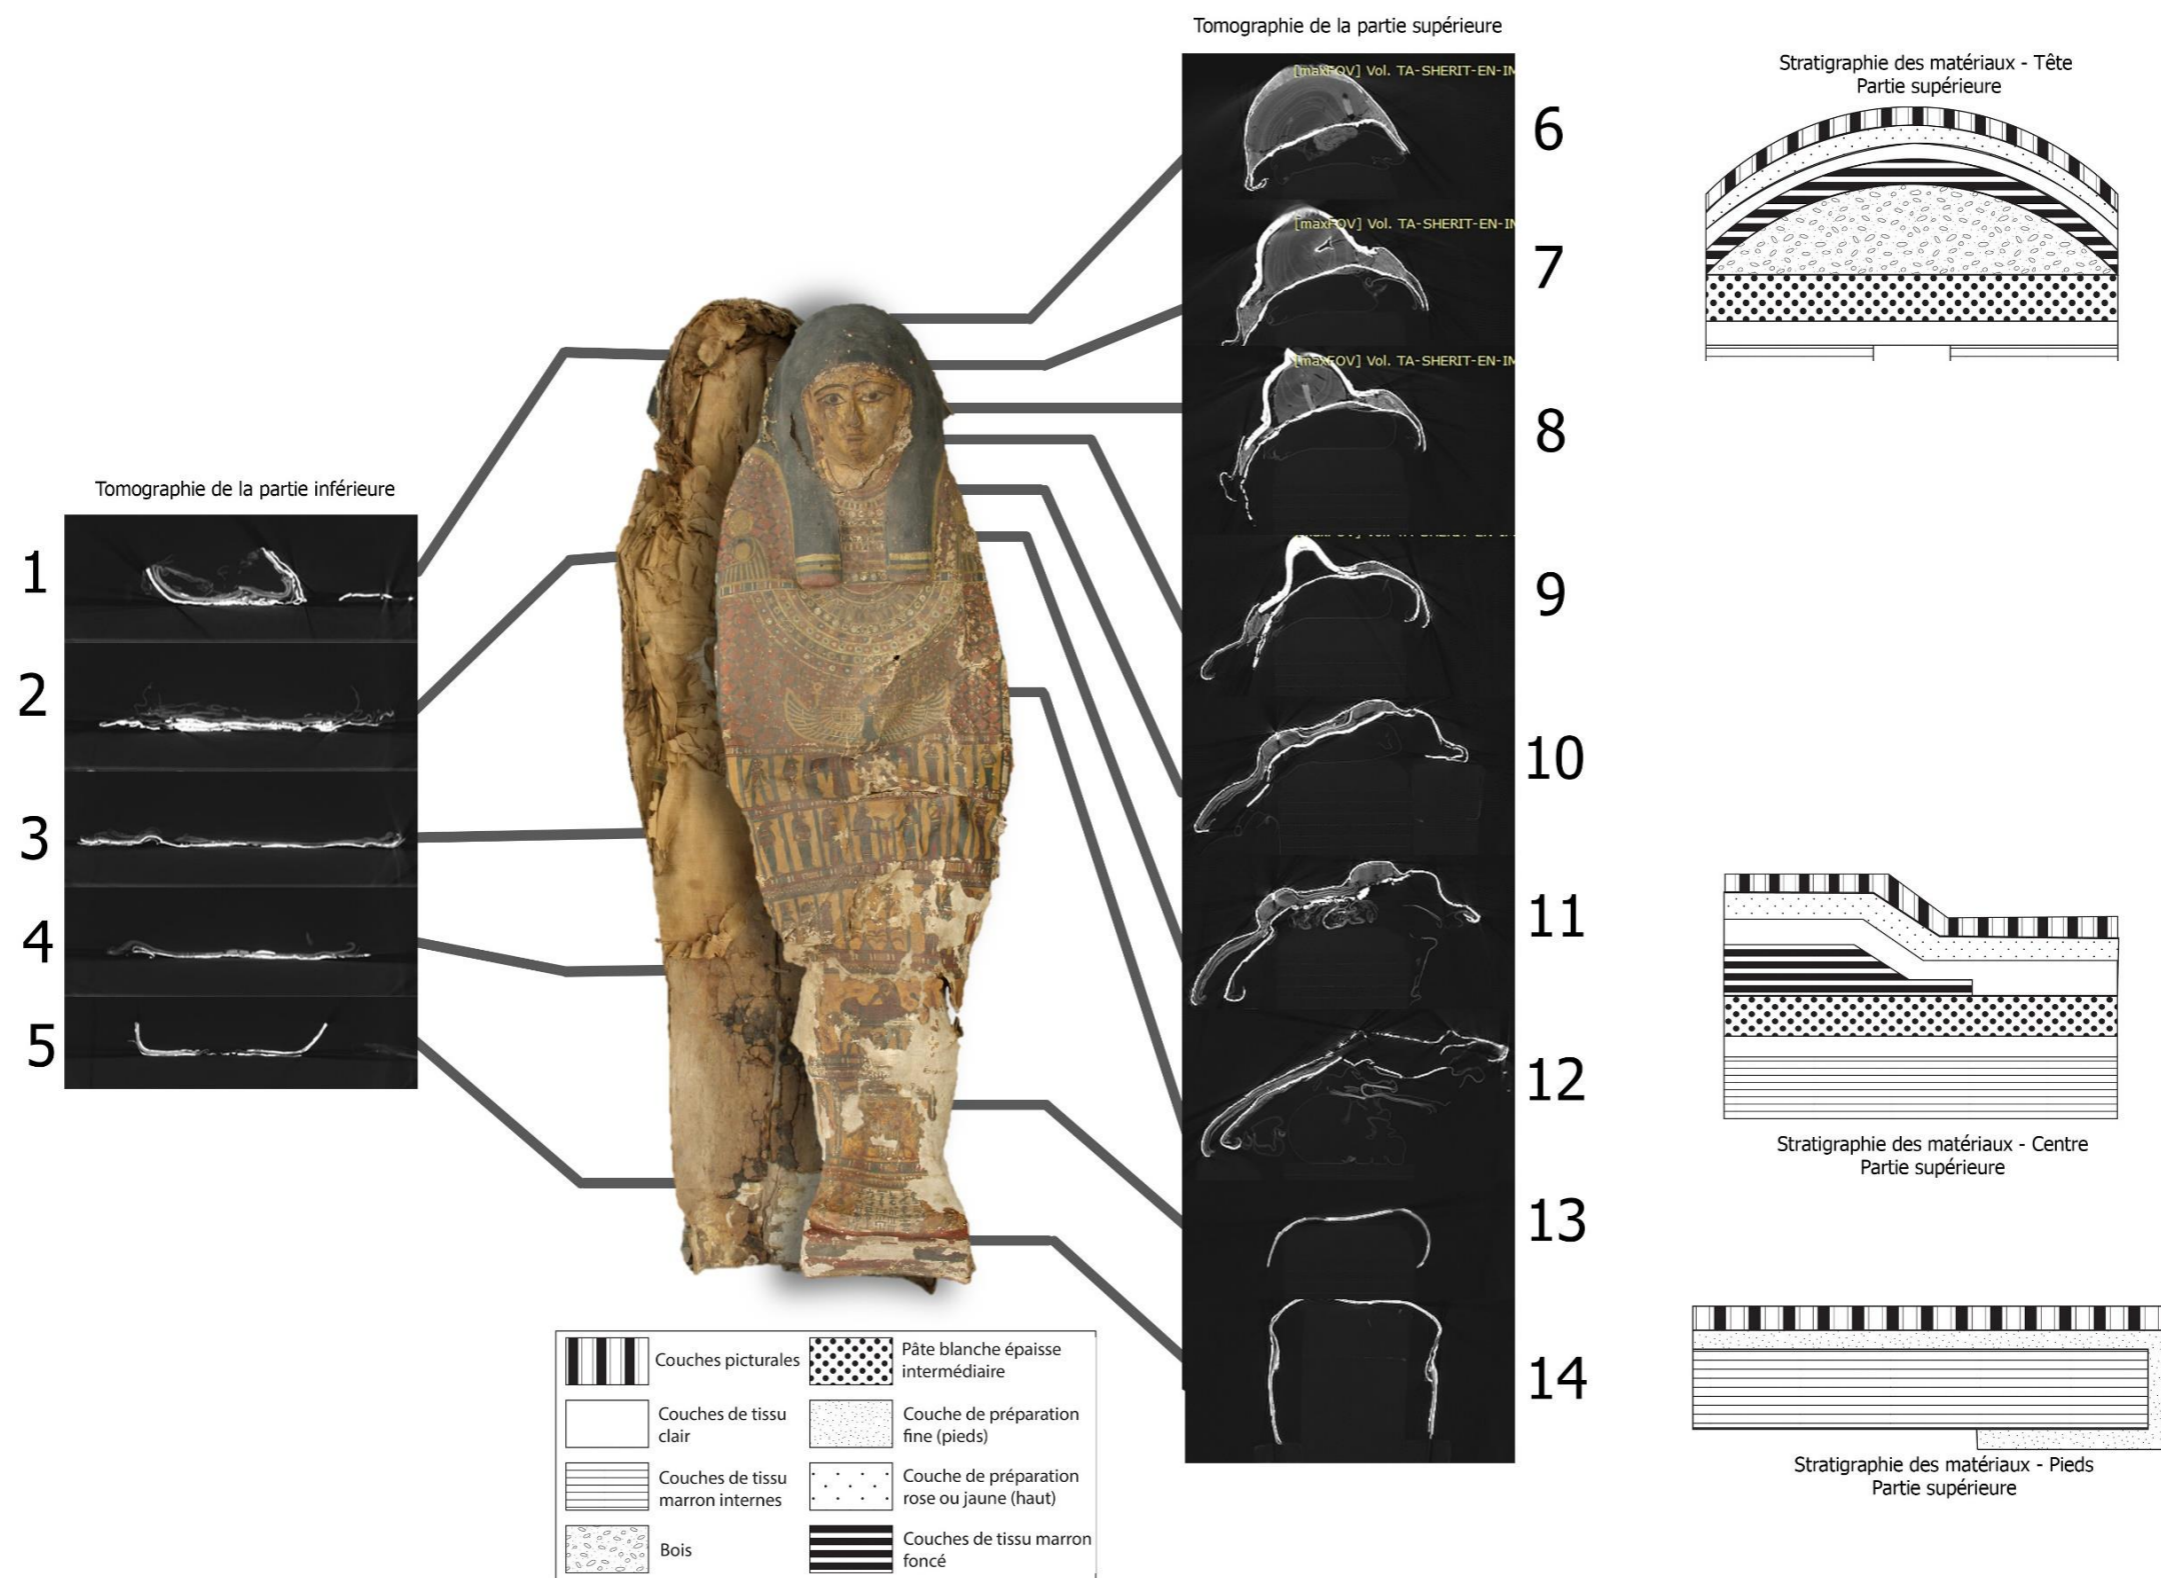 Tomographie de la partie supérieure
[maxFOV] Vol. TA-SHERIT-EN-IM
6
[maxFOV] Vol. TA-SHERIT-EN-IM
7
[maxFOV] Vol. TA-SHERIT-EN-IM
8
9
10
11
12
13
14
Stratigraphie des matériaux - Tête
Partie supérieure
Stratigraphie des matériaux - Centre
Partie supérieure
Stratigraphie des matériaux - Pieds
Partie supérieure
Tomographie de la partie inférieure
1
2
3
4
5
Couches picturales
Couches de tissu
clair
Couches de tissu
marron internes
Bois
Pâte blanche épaisse
intermédiaire
Couche de préparation
fine (pieds)
Couche de préparation
rose ou jaune (haut)
Couches de tissu marron
foncé